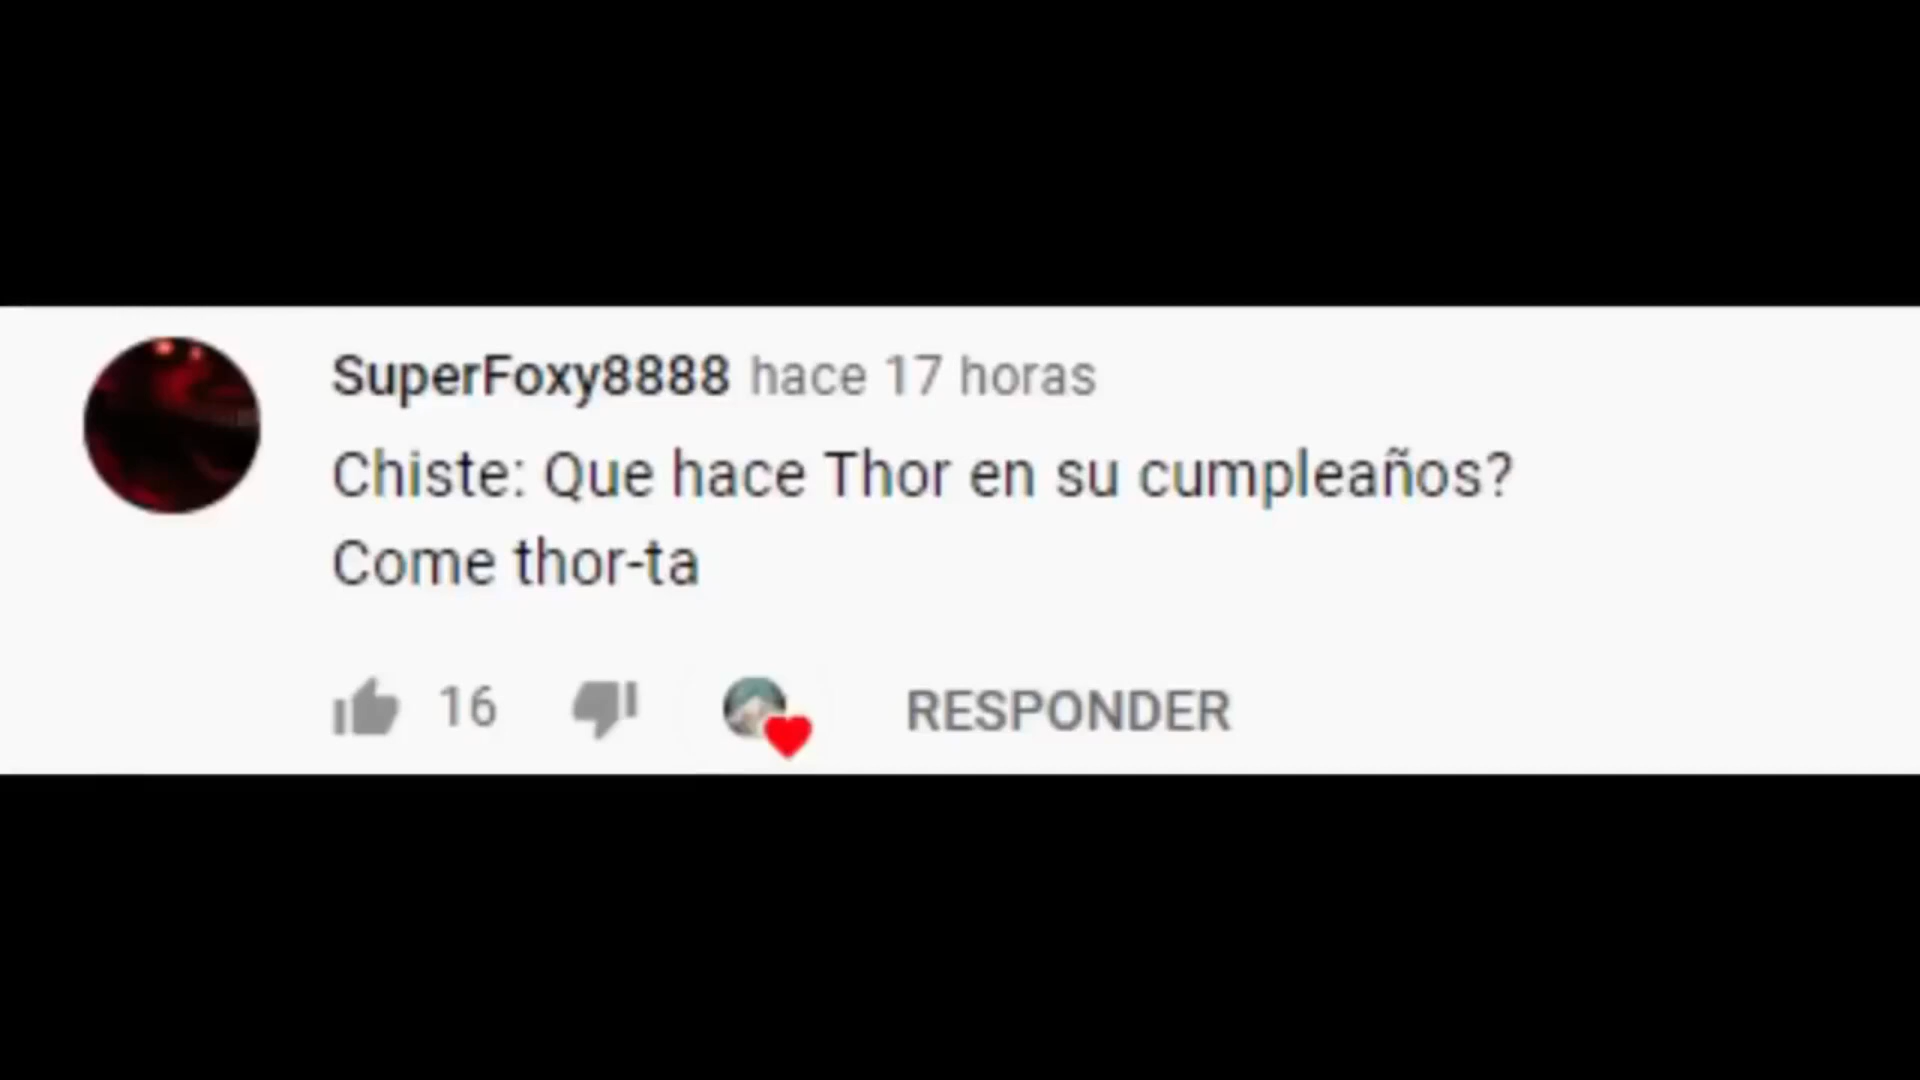 SuperFoxy8888 hace 17 horas
Chiste: Que hace Thor en su cumpleaños?
Come thor-ta
16 RESPONDER